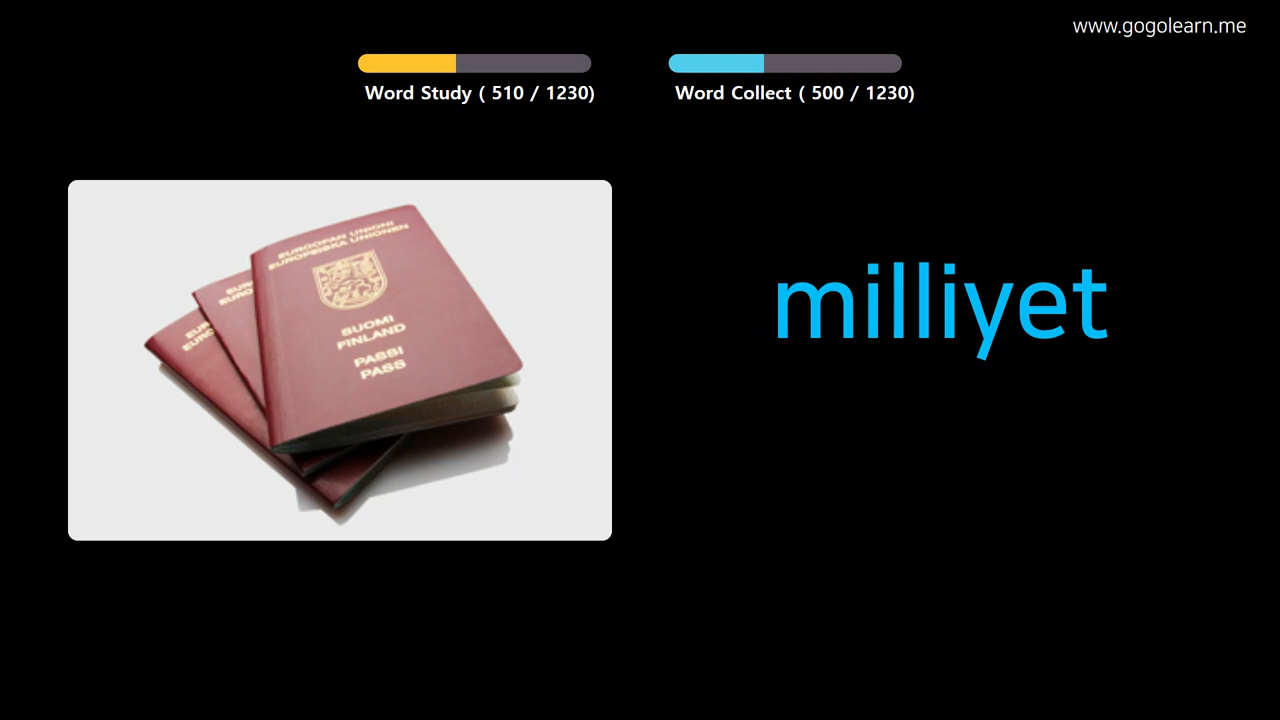 www.gogolearn.me
Word Study ( 510 / 1230)
Word Collect ( 500 / 1230)
EUROOPAN UNIONI
EUROPEISKA UNIONEN
SUOMI
FINLAND
PASSI
PASS
milliyet